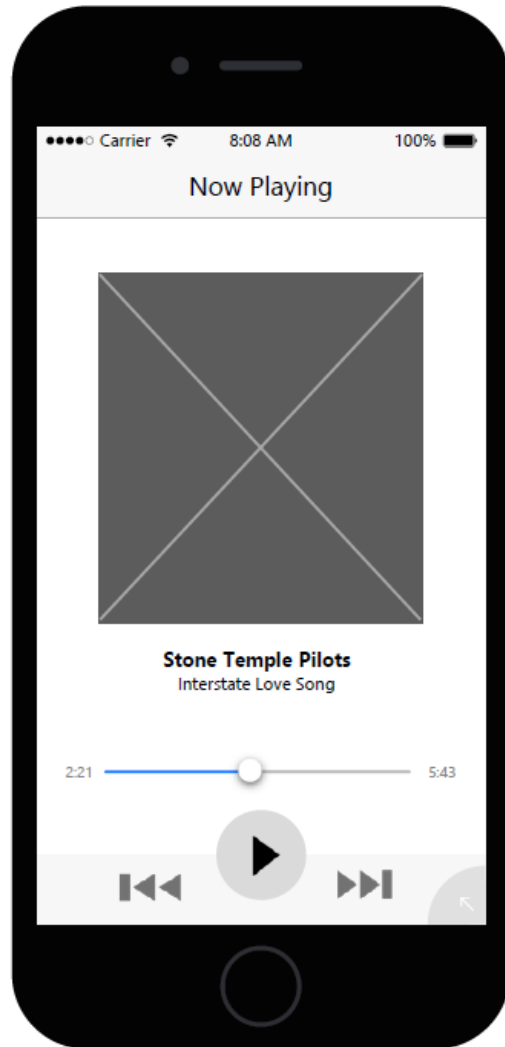 Carrier 8:08 AM 100%
Now Playing
Stone Temple Pilots
Interstate Love Song
2:21 5:43